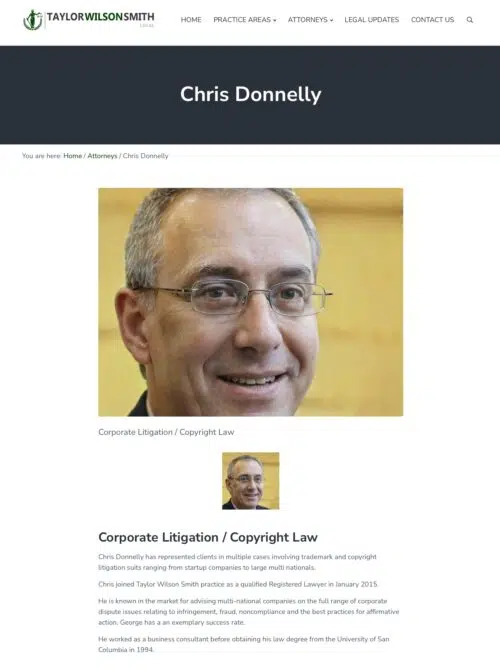 TAYLORWILSONSMITH
LEGAL
HOME PRACTICE AREAS ATTORNEYS LEGAL UPDATES CONTACT US
Chris Donnelly
You are here: Home / Attorneys / Chris Donnelly
Corporate Litigation / Copyright Law
Corporate Litigation / Copyright Law
Chris Donnelly has represented clients in multiple cases involving trademark and copyright
litigation suits ranging from startup companies to large multi nationals.
Chris joined Taylor Wilson Smith practice as a qualified Registered Lawyer in January 2015.
He is known in the market for advising multi-national companies on the full range of corporate
dispute issues relating to infringement, fraud, noncompliance and the best practices for affirmative
action. George has a an exemplary success rate.
He worked as a business consultant before obtaining his law degree from the University of San
Columbia in 1994.